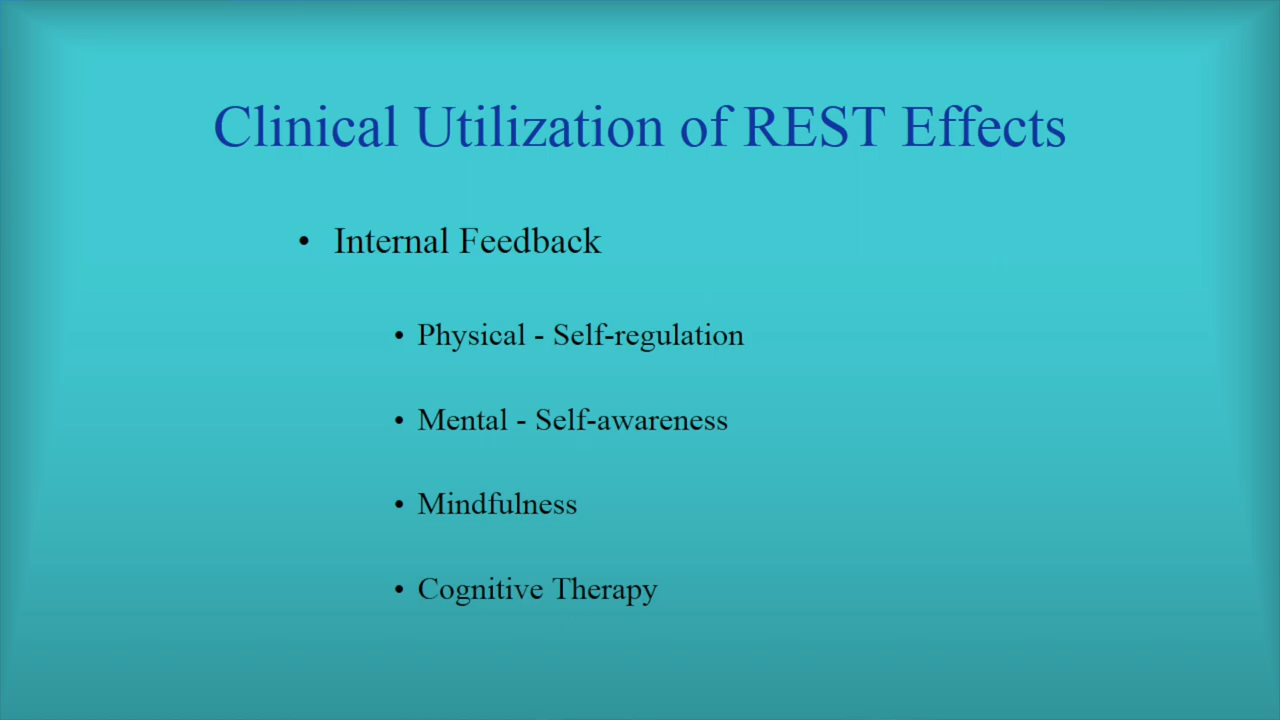 Clinical Utilization of REST Effects
• Internal Feedback
• Physical - Self-regulation
• Mental - Self-awareness
• Mindfulness
• Cognitive Therapy